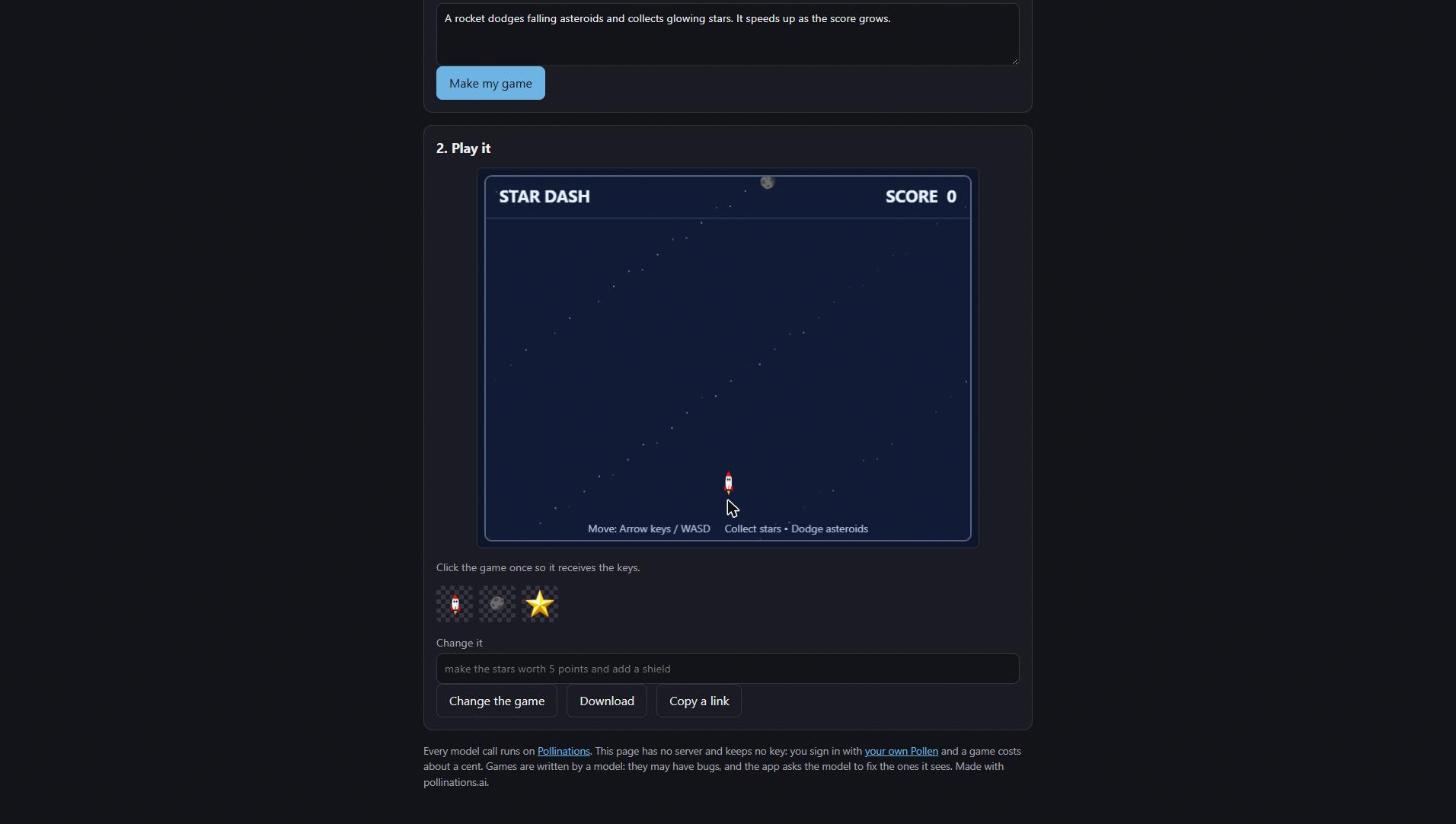 A rocket dodges falling asteroids and collects glowing stars. It speeds up as the score grows.
Make my game
2. Play it
STAR DASH
SCORE 0
Move: Arrow keys / WASD Collect stars • Dodge asteroids
Click the game once so it receives the keys.
Change it
make the stars worth 5 points and add a shield
Change the game
Download
Copy a link
Every model call runs on Pollinations. This page has no server and keeps no key: you sign in with your own Pollen and a game costs
about a cent. Games are written by a model: they may have bugs, and the app asks the model to fix the ones it sees. Made with
pollinations.ai.